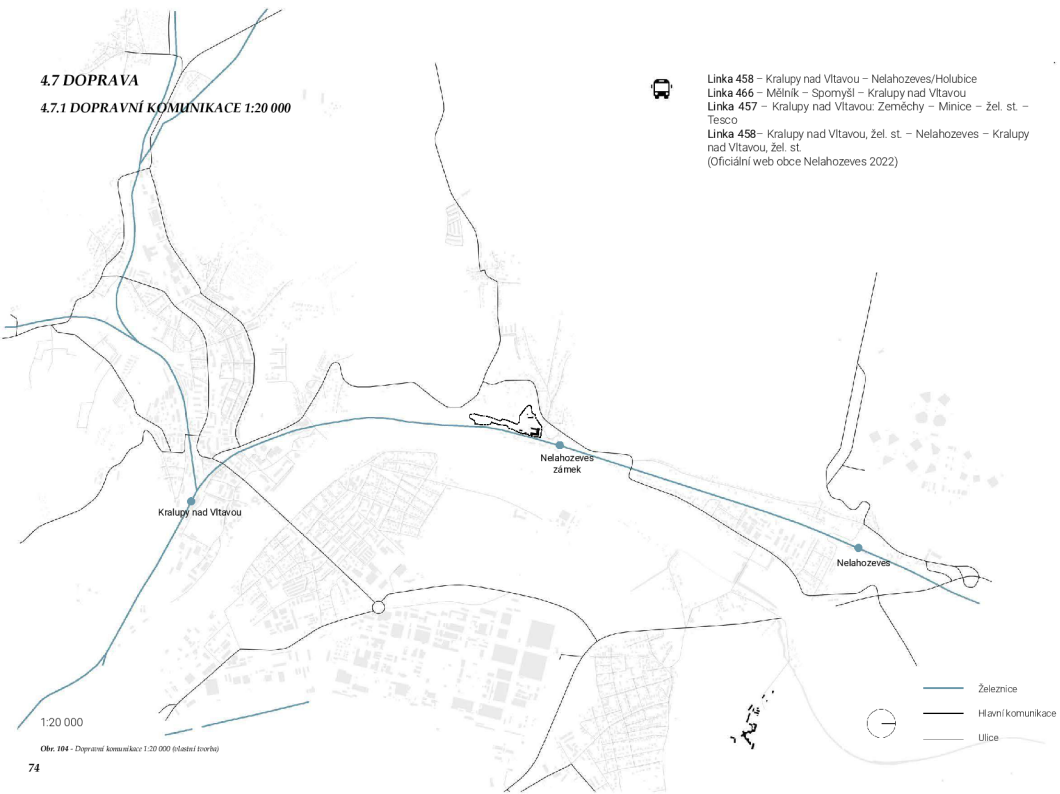 4.7 DOPRAVA
4.7.1 DOPRAVNÍ KOMUNIKACE 1:20 000
Linka 458 – Kralupy nad Vltavou – Nelahozeves/Holubice
Linka 466 – Mělník – Spomyšl – Kralupy nad Vltavou
Linka 457 – Kralupy nad Vltavou: Zeměchy – Minice – žel. st. –
Tesco
Linka 458– Kralupy nad Vltavou, žel. st. – Nelahozeves – Kralupy
nad Vltavou, žel. st.
(Oficiální web obce Nelahozeves 2022)
Nelahozeves
zámek
Kralupy nad Vltavou
Nelahozeves
Železnice
Hlavní komunikace
Ulice
1:20 000
Obr. 104 - Dopravní komunikace 1:20 000 (vlastní tvorba)
74